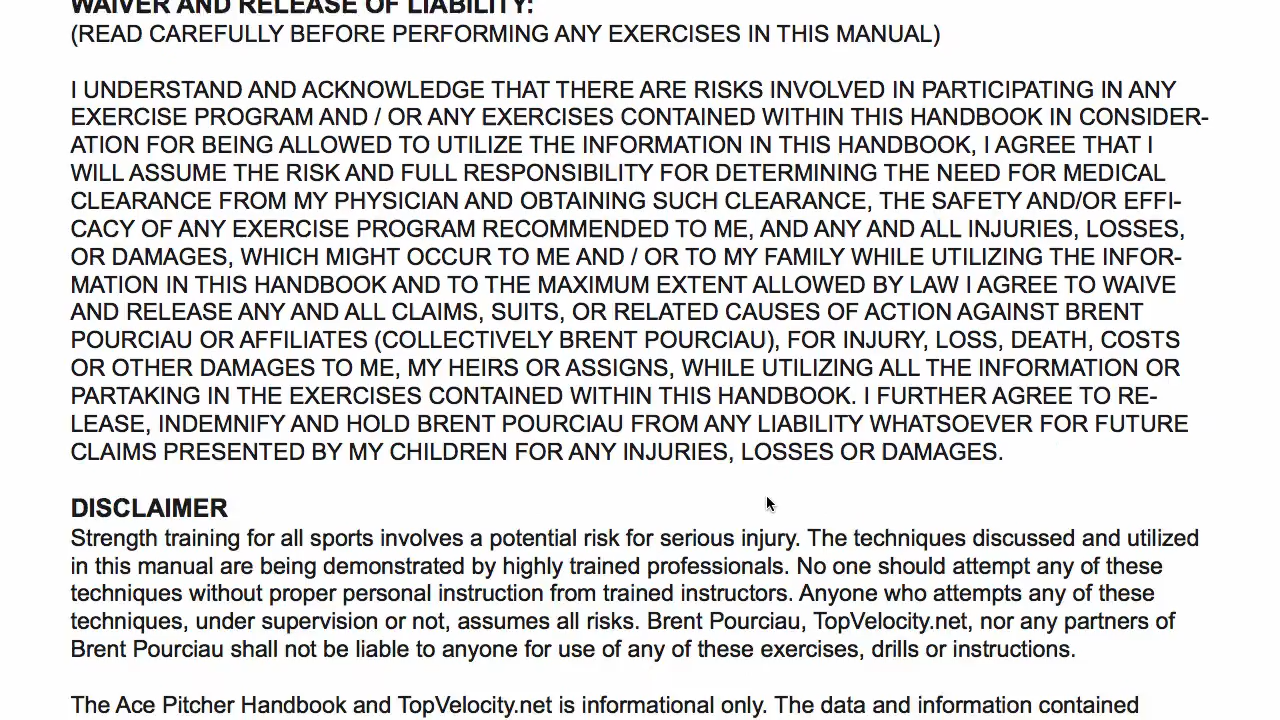 WAIVER AND RELEASE OF LIABILITY:
(READ CAREFULLY BEFORE PERFORMING ANY EXERCISES IN THIS MANUAL)
I UNDERSTAND AND ACKNOWLEDGE THAT THERE ARE RISKS INVOLVED IN PARTICIPATING IN ANY
EXERCISE PROGRAM AND / OR ANY EXERCISES CONTAINED WITHIN THIS HANDBOOK IN CONSIDER-
ATION FOR BEING ALLOWED TO UTILIZE THE INFORMATION IN THIS HANDBOOK, I AGREE THAT I
WILL ASSUME THE RISK AND FULL RESPONSIBILITY FOR DETERMINING THE NEED FOR MEDICAL
CLEARANCE FROM MY PHYSICIAN AND OBTAINING SUCH CLEARANCE, THE SAFETY AND/OR EFFI-
CACY OF ANY EXERCISE PROGRAM RECOMMENDED TO ME, AND ANY AND ALL INJURIES, LOSSES,
OR DAMAGES, WHICH MIGHT OCCUR TO ME AND / OR TO MY FAMILY WHILE UTILIZING THE INFOR-
MATION IN THIS HANDBOOK AND TO THE MAXIMUM EXTENT ALLOWED BY LAW I AGREE TO WAIVE
AND RELEASE ANY AND ALL CLAIMS, SUITS, OR RELATED CAUSES OF ACTION AGAINST BRENT
POURCIAU OR AFFILIATES (COLLECTIVELY BRENT POURCIAU), FOR INJURY, LOSS, DEATH, COSTS
OR OTHER DAMAGES TO ME, MY HEIRS OR ASSIGNS, WHILE UTILIZING ALL THE INFORMATION OR
PARTAKING IN THE EXERCISES CONTAINED WITHIN THIS HANDBOOK. I FURTHER AGREE TO RE-
LEASE, INDEMNIFY AND HOLD BRENT POURCIAU FROM ANY LIABILITY WHATSOEVER FOR FUTURE
CLAIMS PRESENTED BY MY CHILDREN FOR ANY INJURIES, LOSSES OR DAMAGES.
DISCLAIMER
Strength training for all sports involves a potential risk for serious injury. The techniques discussed and utilized
in this manual are being demonstrated by highly trained professionals. No one should attempt any of these
techniques without proper personal instruction from trained instructors. Anyone who attempts any of these
techniques, under supervision or not, assumes all risks. Brent Pourciau, TopVelocity.net, nor any partners of
Brent Pourciau shall not be liable to anyone for use of any of these exercises, drills or instructions.
The Ace Pitcher Handbook and TopVelocity.net is informational only. The data and information contained